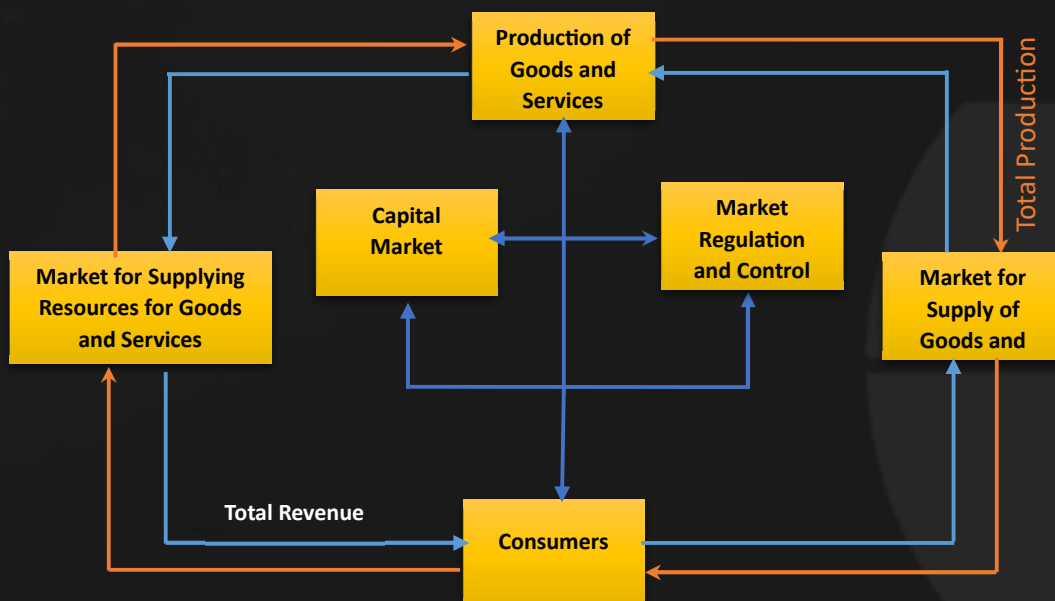 Production of
Goods and
Services
Total Production
Capital
Market
Market
Regulation
and Control
Market for Supplying
Resources for Goods
and Services
Market for
Supply of
Goods and
Total Revenue
Consumers